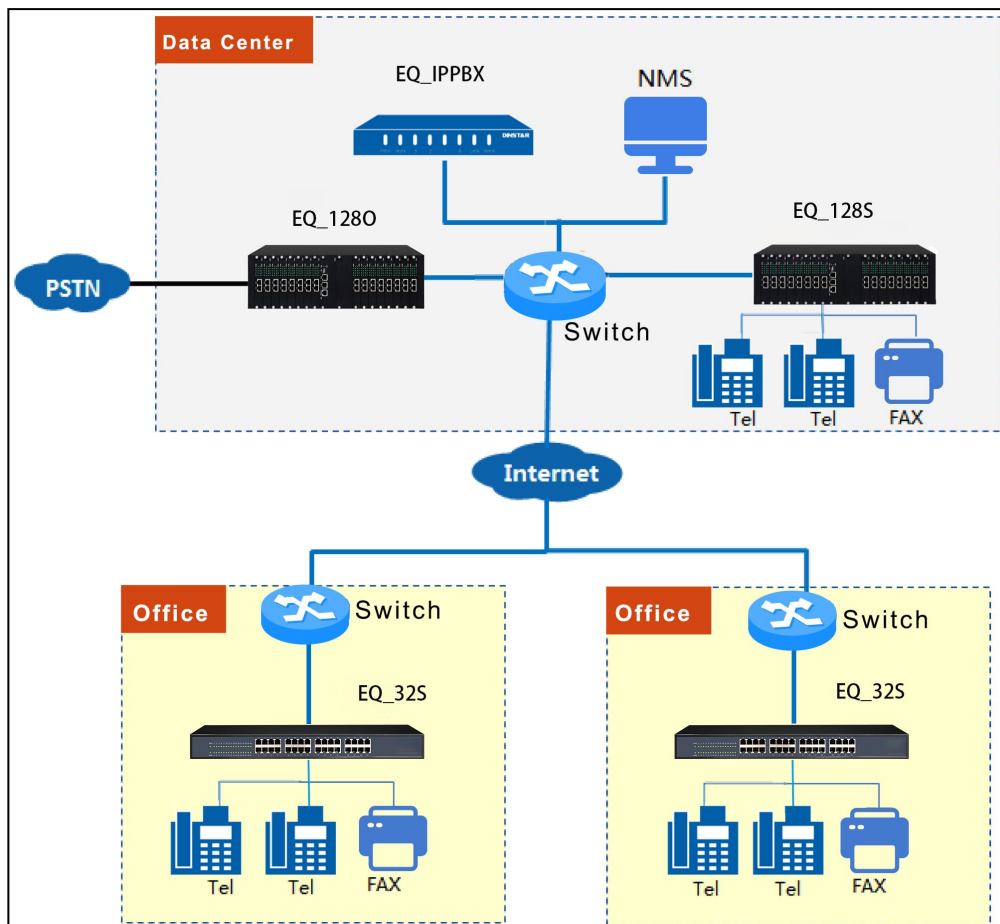 Data Center
EQ_IPPBX
NMS
DINSTAR
EQ_128O
EQ_128S
PSTN
Switch
Tel
Tel
FAX
Internet
Office
Switch
Office
Switch
EQ_32S
EQ_32S
Tel
Tel
FAX
Tel
Tel
FAX